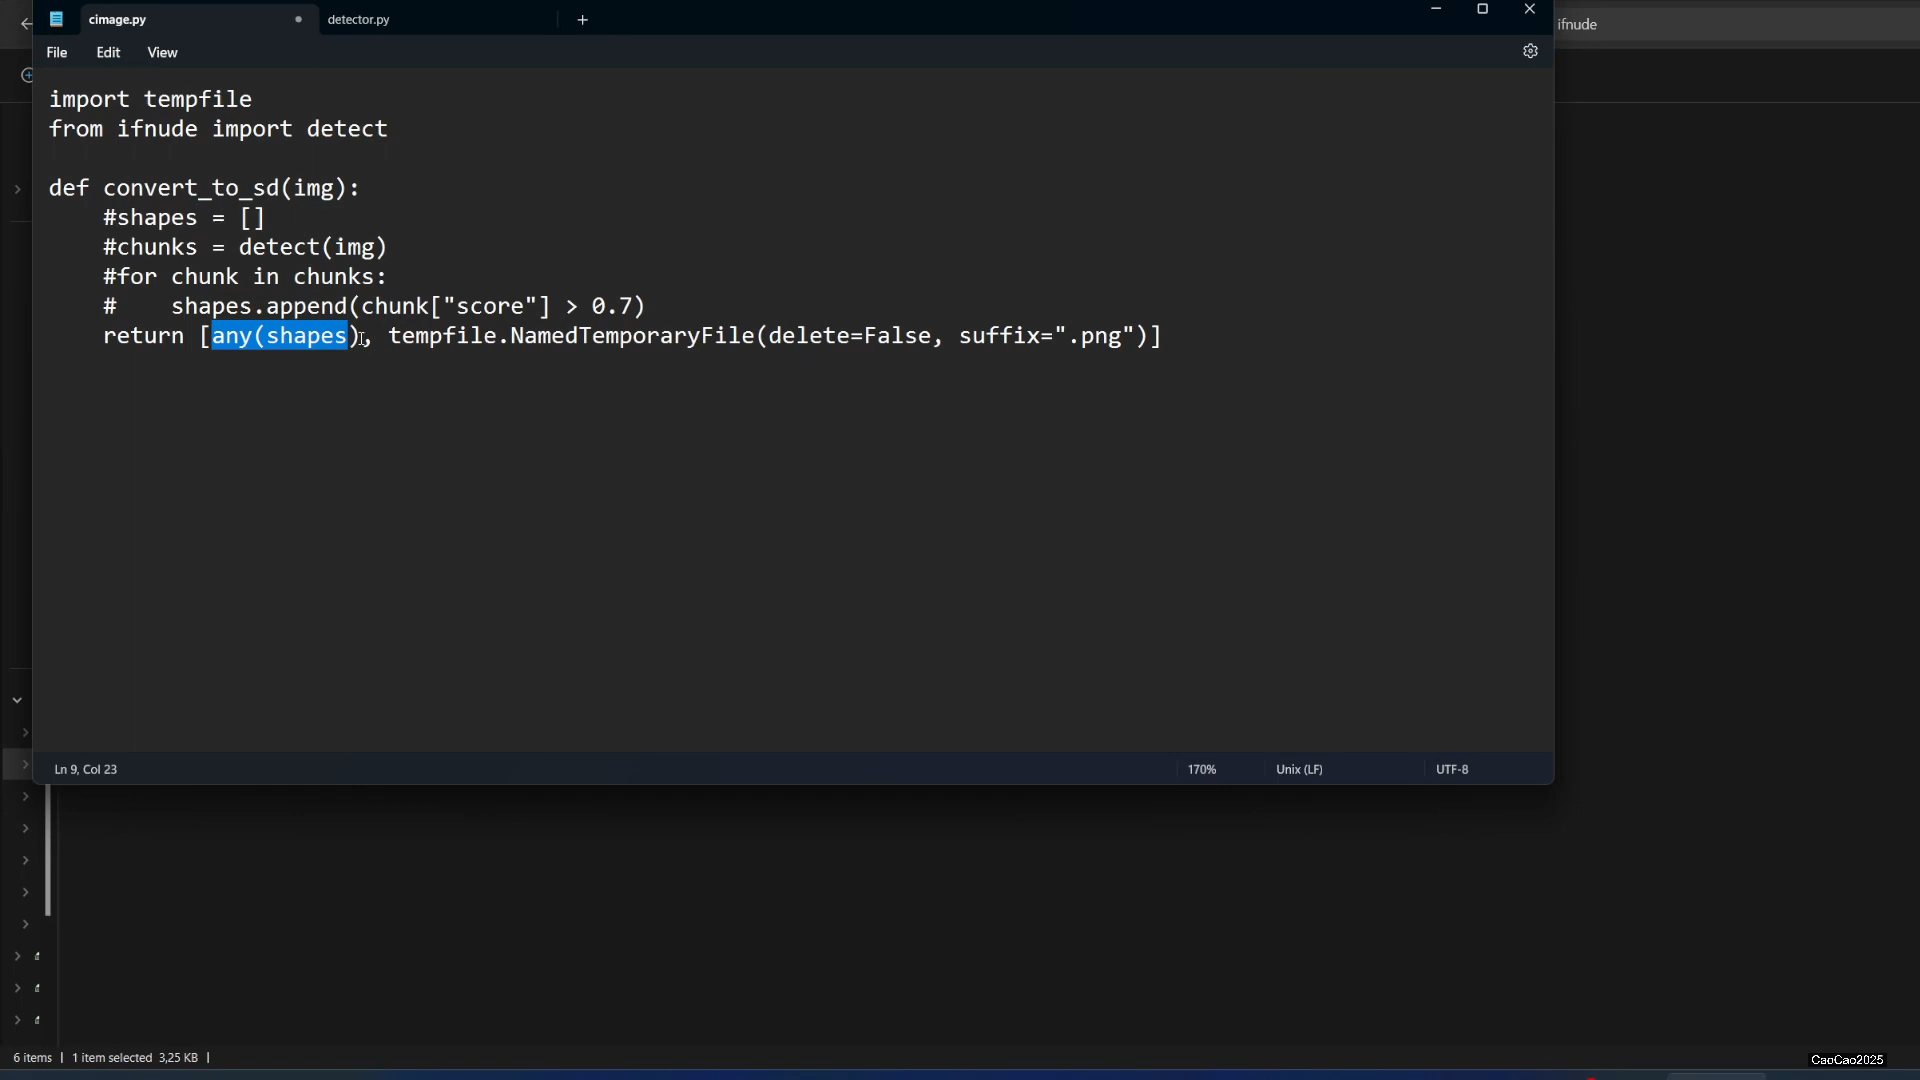 cimage.py
detector.py
ifnude
File Edit View
import tempfile
from ifnude import detect
def convert_to_sd(img):
#shapes = []
#chunks = detect(img)
#for chunk in chunks:
#    shapes.append(chunk["score"] > 0.7)
return [any(shapes), tempfile.NamedTemporaryFile(delete=False, suffix=".png")]
Ln 9, Col 23
170%
Unix (LF)
UTF-8
6 items | 1 item selected 3,25 KB |
CaoCao2025